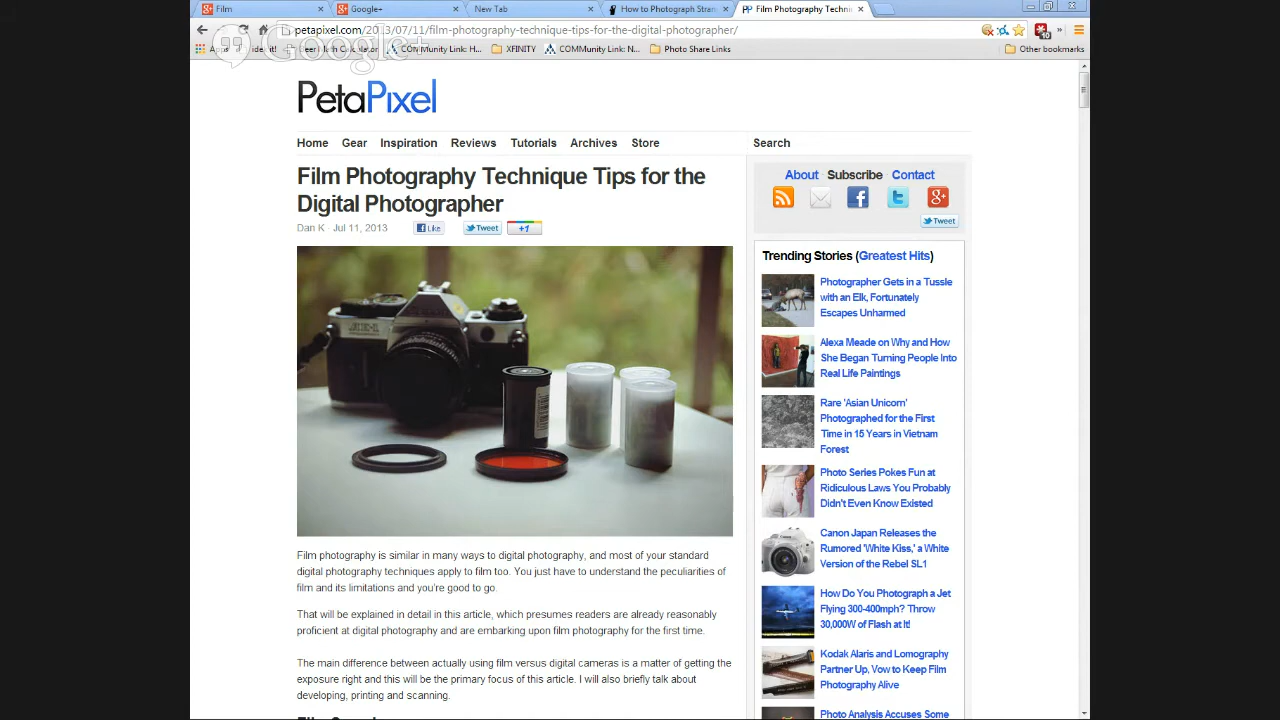 Film
Google+
New Tab
How to Photograph Stran
Film Photography Techni
petapixel.com/2013/07/11/film-photography-technique-tips-for-the-digital-photographer/
Google+
COMMunity Link: H...
XFINITY
COMMunity Link: N...
Photo Share Links
Other bookmarks
PetaPixel
Home Gear Inspiration Reviews Tutorials Archives Store
Search
Film Photography Technique Tips for the
Digital Photographer
Dan K · Jul 11, 2013
Like
Tweet
+1
About · Subscribe · Contact
Tweet
Trending Stories (Greatest Hits)
Photographer Gets in a Tussle
with an Elk, Fortunately
Escapes Unharmed
Alexa Meade on Why and How
She Began Turning People Into
Real Life Paintings
Rare 'Asian Unicorn'
Photographed for the First
Time in 15 Years in Vietnam
Forest
Photo Series Pokes Fun at
Ridiculous Laws You Probably
Didn't Even Know Existed
Canon Japan Releases the
Rumored 'White Kiss,' a White
Version of the Rebel SL1
How Do You Photograph a Jet
Flying 300-400mph? Throw
30,000W of Flash at It!
Kodak Alaris and Lomography
Partner Up, Vow to Keep Film
Photography Alive
Photo Analysis Accuses Some
Film photography is similar in many ways to digital photography, and most of your standard
digital photography techniques apply to film too. You just have to understand the peculiarities of
film and its limitations and you're good to go.
That will be explained in detail in this article, which presumes readers are already reasonably
proficient at digital photography and are embarking upon film photography for the first time.
The main difference between actually using film versus digital cameras is a matter of getting the
exposure right and this will be the primary focus of this article. I will also briefly talk about
developing, printing and scanning.